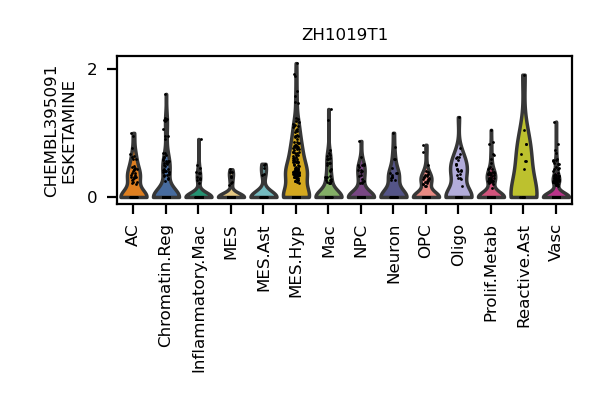 ZH1019T1
CHEMBL395091
ESKETAMINE
2
0
AC
Chromatin.Reg
Inflammatory.Mac
MES
MES.Ast
MES.Hyp
Mac
NPC
Neuron
OPC
Oligo
Prolif.Metab
Reactive.Ast
Vasc